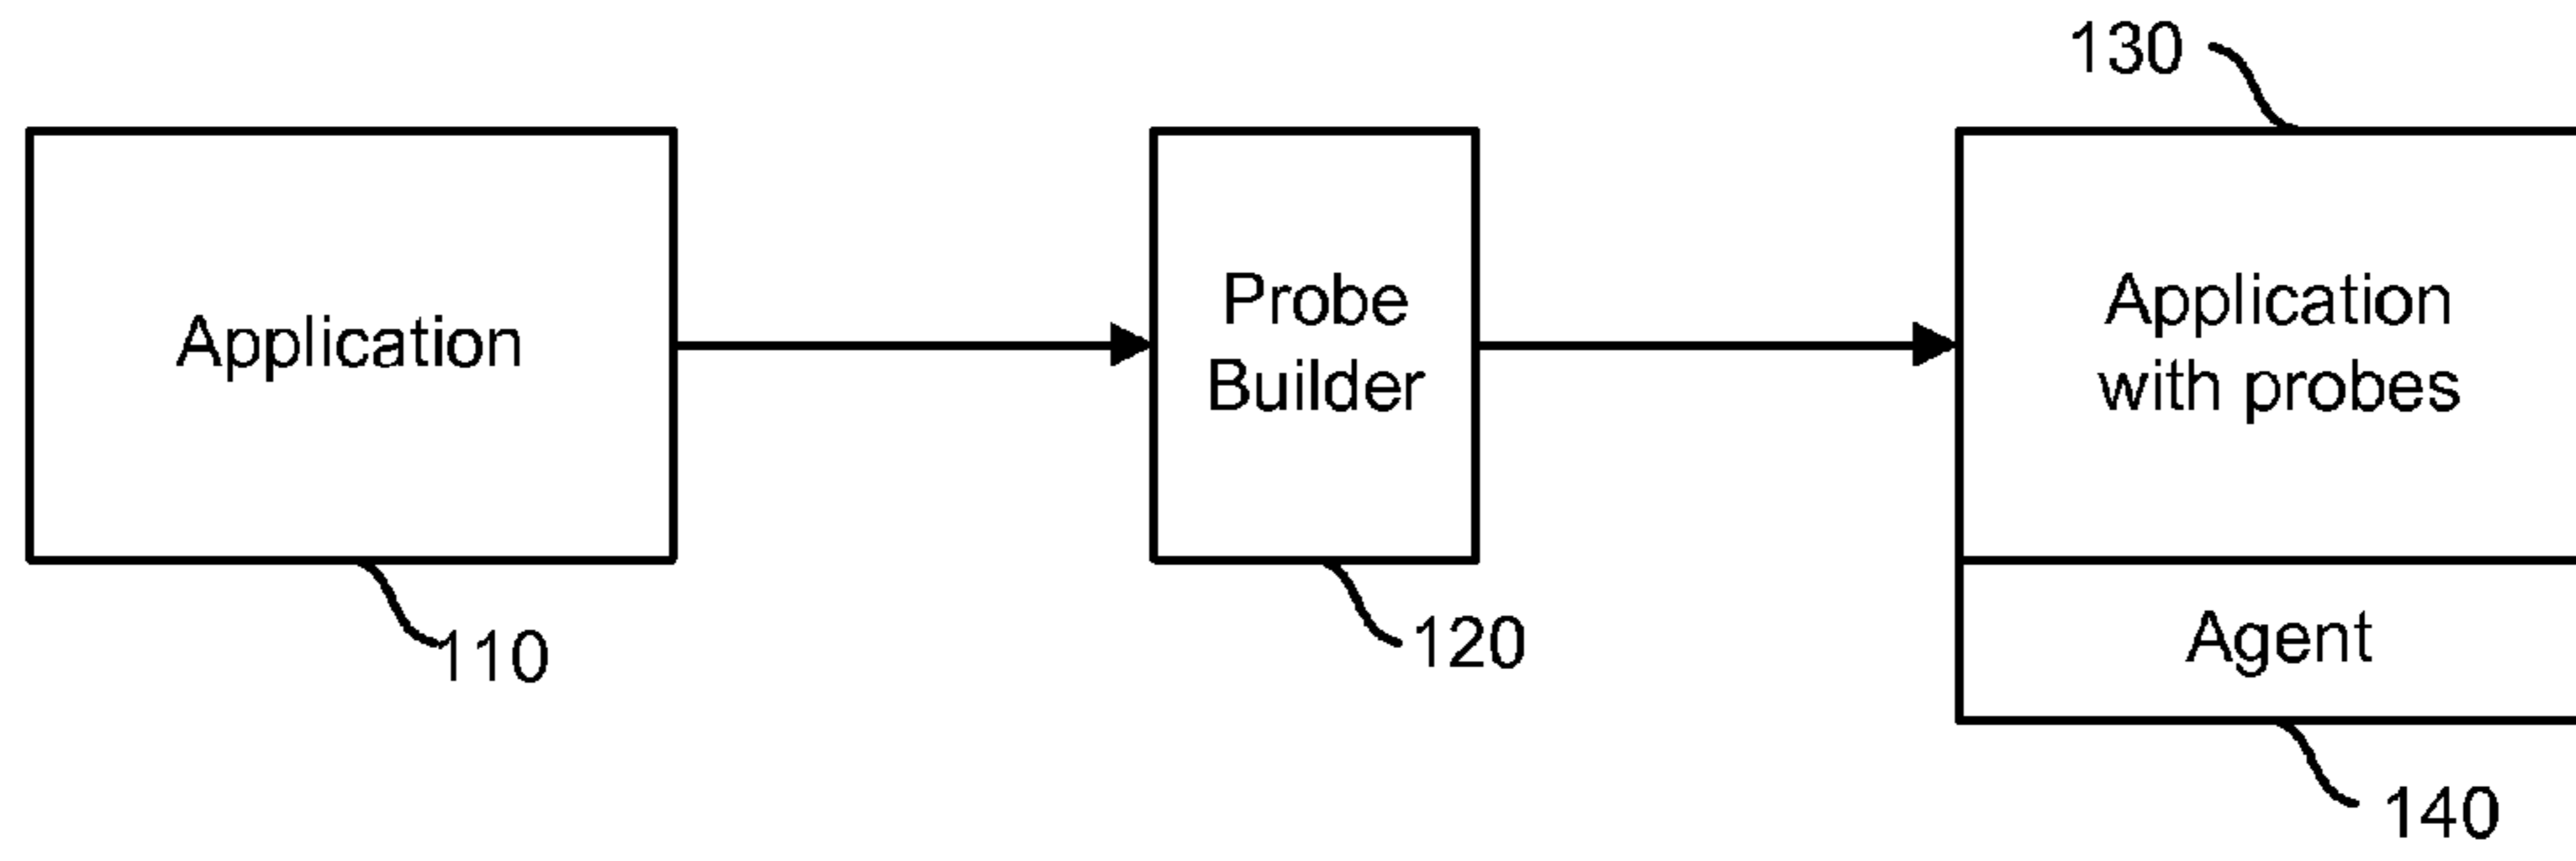 130
Application
Probe
Builder
Application
with probes
110
120
Agent
140